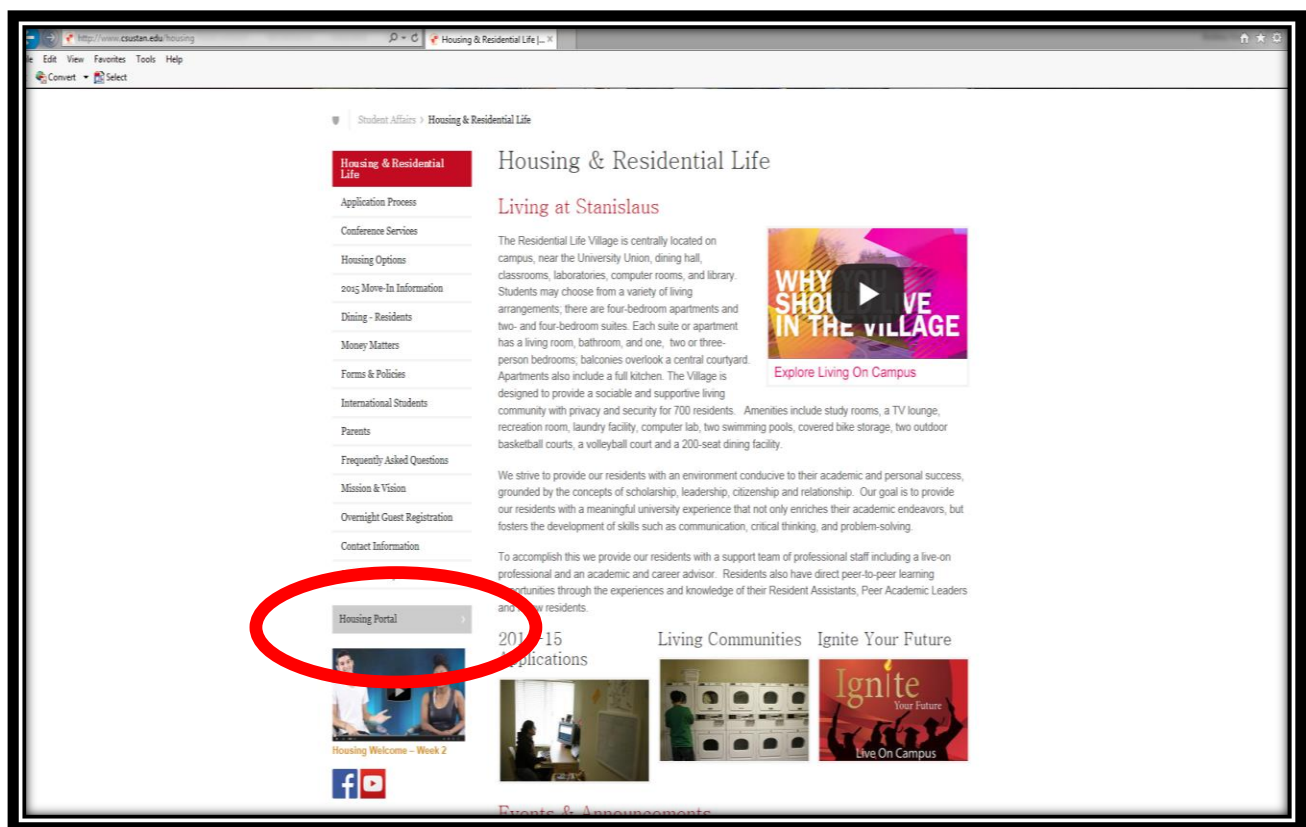 http://www.csustan.edu/housing
Housing & Residential Life |...
Edit View Favorites Tools Help
Convert Select
Student Affairs > Housing & Residential Life
Housing & Residential
Life
Application Process
Conference Services
Housing Options
2015 Move-In Information
Dining - Residents
Money Matters
Forms & Policies
International Students
Parents
Frequently Asked Questions
Mission & Vision
Overnight Guest Registration
Contact Information
Housing Portal
Housing Welcome – Week 2
Housing & Residential Life
Living at Stanislaus
The Residential Life Village is centrally located on
campus, near the University Union, dining hall,
classrooms, laboratories, computer rooms, and library.
Students may choose from a variety of living
arrangements; there are four-bedroom apartments and
two- and four-bedroom suites. Each suite or apartment
has a living room, bathroom, and one, two or three-
person bedrooms; balconies overlook a central courtyard.
Apartments also include a full kitchen. The Village is
designed to provide a sociable and supportive living
community with privacy and security for 700 residents. Amenities include study rooms, a TV lounge,
recreation room, laundry facility, computer lab, two swimming pools, covered bike storage, two outdoor
basketball courts, a volleyball court and a 200-seat dining facility.
WHY YOU
SHOULD LIVE
IN THE VILLAGE
Explore Living On Campus
We strive to provide our residents with an environment conducive to their academic and personal success,
grounded by the concepts of scholarship, leadership, citizenship and relationship. Our goal is to provide
our residents with a meaningful university experience that not only enriches their academic endeavors, but
fosters the development of skills such as communication, critical thinking, and problem-solving.
To accomplish this we provide our residents with a support team of professional staff including a live-on
professional and an academic and career advisor. Residents also have direct peer-to-peer learning
opportunities through the experiences and knowledge of their Resident Assistants, Peer Academic Leaders
and residents.
-15
Applications
Living Communities
Ignite Your Future
Ignite
Your Future
Live On Campus
Events & Announcements